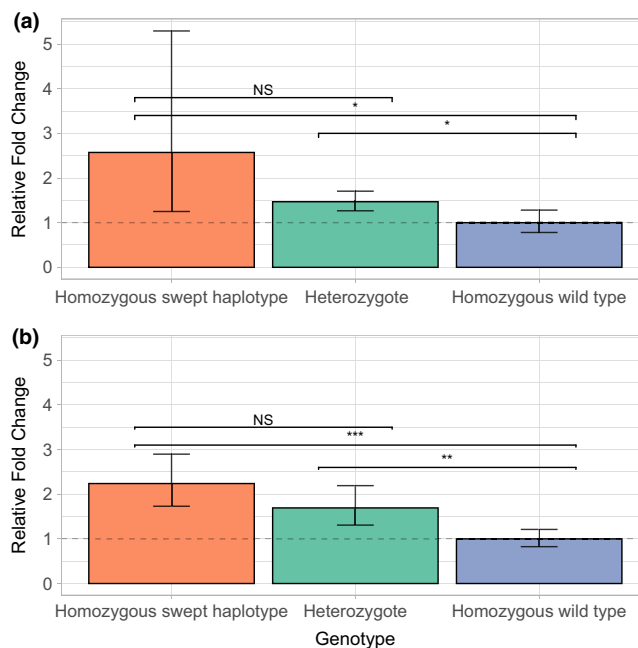 (a)
5
4
3
2
1
0
Relative Fold Change
NS
*
*
Homozygous swept haplotype Heterozygote Homozygous wild type
(b)
5
4
3
2
1
0
Relative Fold Change
NS
***
**
Homozygous swept haplotype Heterozygote Homozygous wild type
Genotype